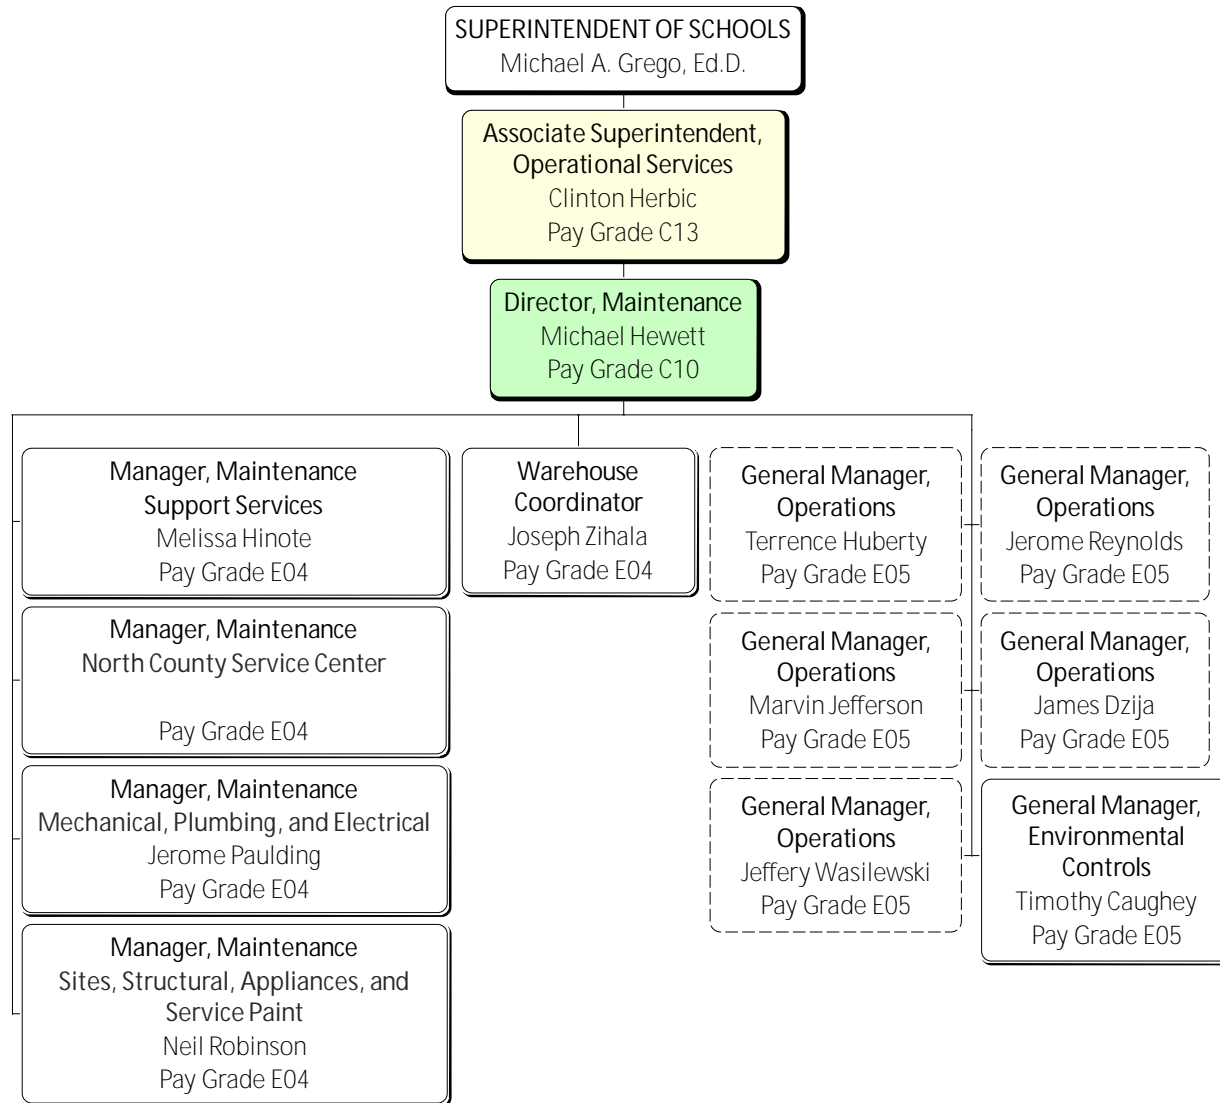 SUPERINTENDENT OF SCHOOLS
Michael A. Grego, Ed.D.
Associate Superintendent,
Operational Services
Clinton Herbic
Pay Grade C13
Director, Maintenance
Michael Hewett
Pay Grade C10
Manager, Maintenance
Support Services
Melissa Hinote
Pay Grade E04
Manager, Maintenance
North County Service Center
Pay Grade E04
Manager, Maintenance
Mechanical, Plumbing, and Electrical
Jerome Paulding
Pay Grade E04
Manager, Maintenance
Sites, Structural, Appliances, and
Service Paint
Neil Robinson
Pay Grade E04
Warehouse
Coordinator
Joseph Zihala
Pay Grade E04
General Manager,
Operations
Terrence Huberty
Pay Grade E05
General Manager,
Operations
Jerome Reynolds
Pay Grade E05
General Manager,
Operations
Marvin Jefferson
Pay Grade E05
General Manager,
Operations
James Dzija
Pay Grade E05
General Manager,
Operations
Jeffery Wasilewski
Pay Grade E05
General Manager,
Environmental
Controls
Timothy Caughey
Pay Grade E05